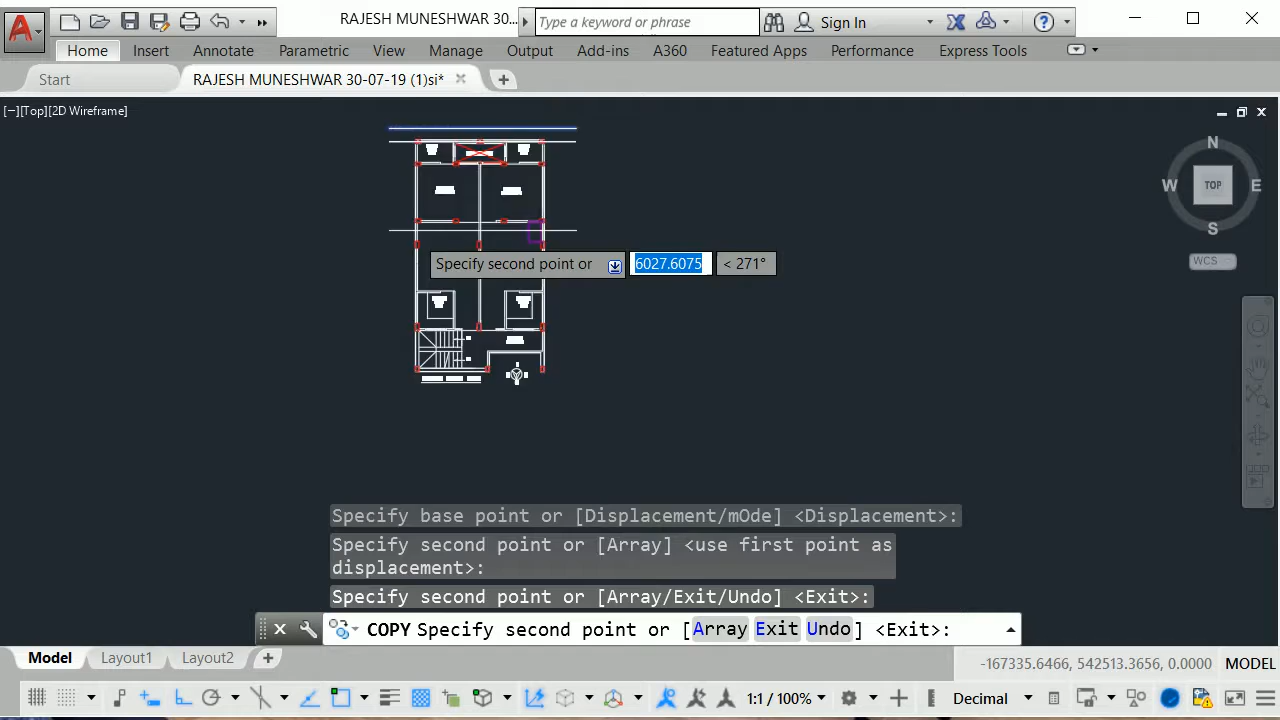 RAJESH MUNESHWAR 30-...
Type a keyword or phrase
Sign In
Home Insert Annotate Parametric View Manage Output Add-ins A360 Featured Apps Performance Express Tools
Start
RAJESH MUNESHWAR 30-07-19 (1)si*
[−][Top][2D Wireframe]
N
W TOP E
S
WCS
Specify second point or 6027.6075 < 271°
Specify base point or [Displacement/mOde] <Displacement>:
Specify second point or [Array] <use first point as
displacement>:
Specify second point or [Array/Exit/Undo] <Exit>:
COPY Specify second point or [Array Exit Undo] <Exit>:
Model Layout1 Layout2
-167335.6466, 542513.3656, 0.0000 MODEL
1:1 / 100% Decimal